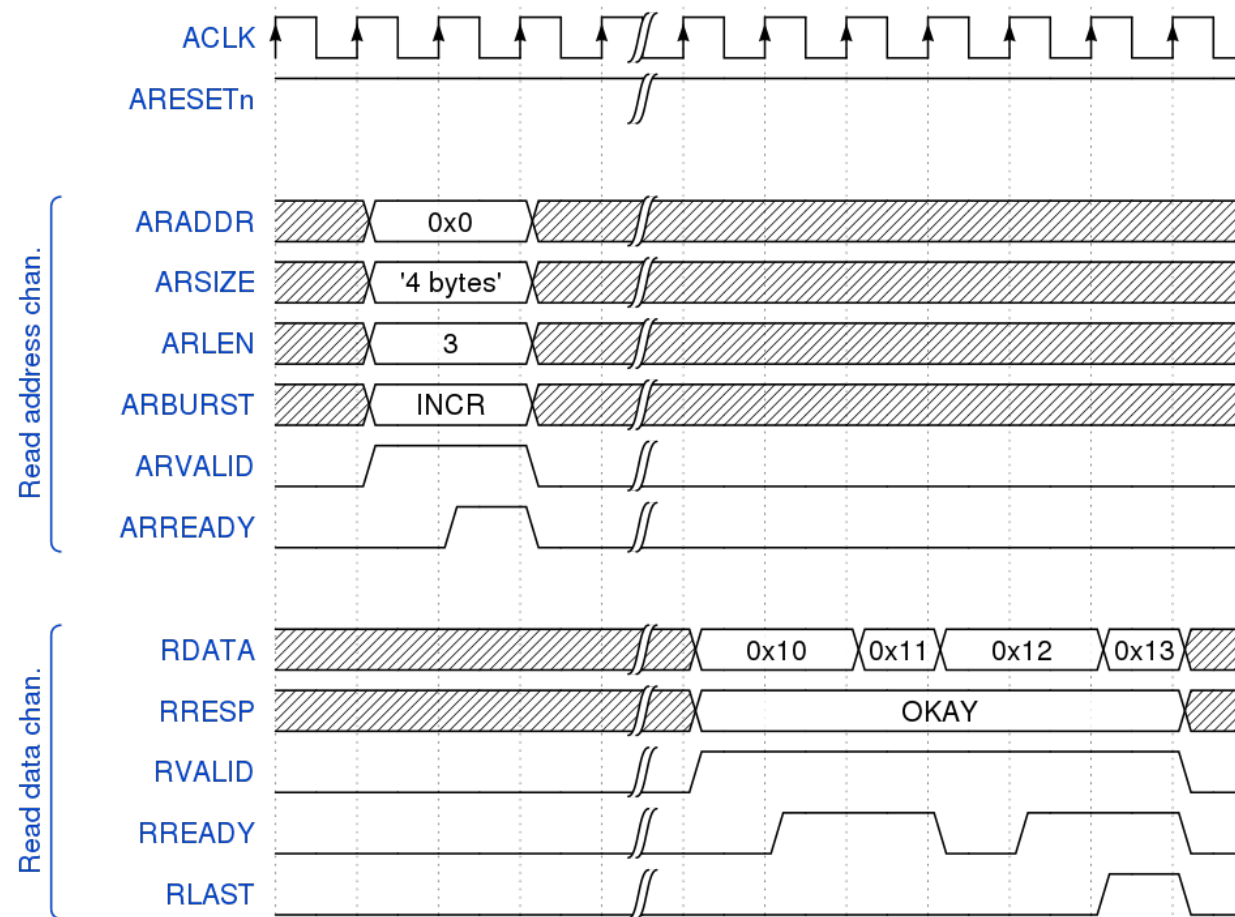 ACLK
ARESETn
Read address chan.
ARADDR 0x0
ARSIZE '4 bytes'
ARLEN 3
ARBURST INCR
ARVALID
ARREADY
Read data chan.
RDATA 0x10 0x11 0x12 0x13
RRESP OKAY
RVALID
RREADY
RLAST